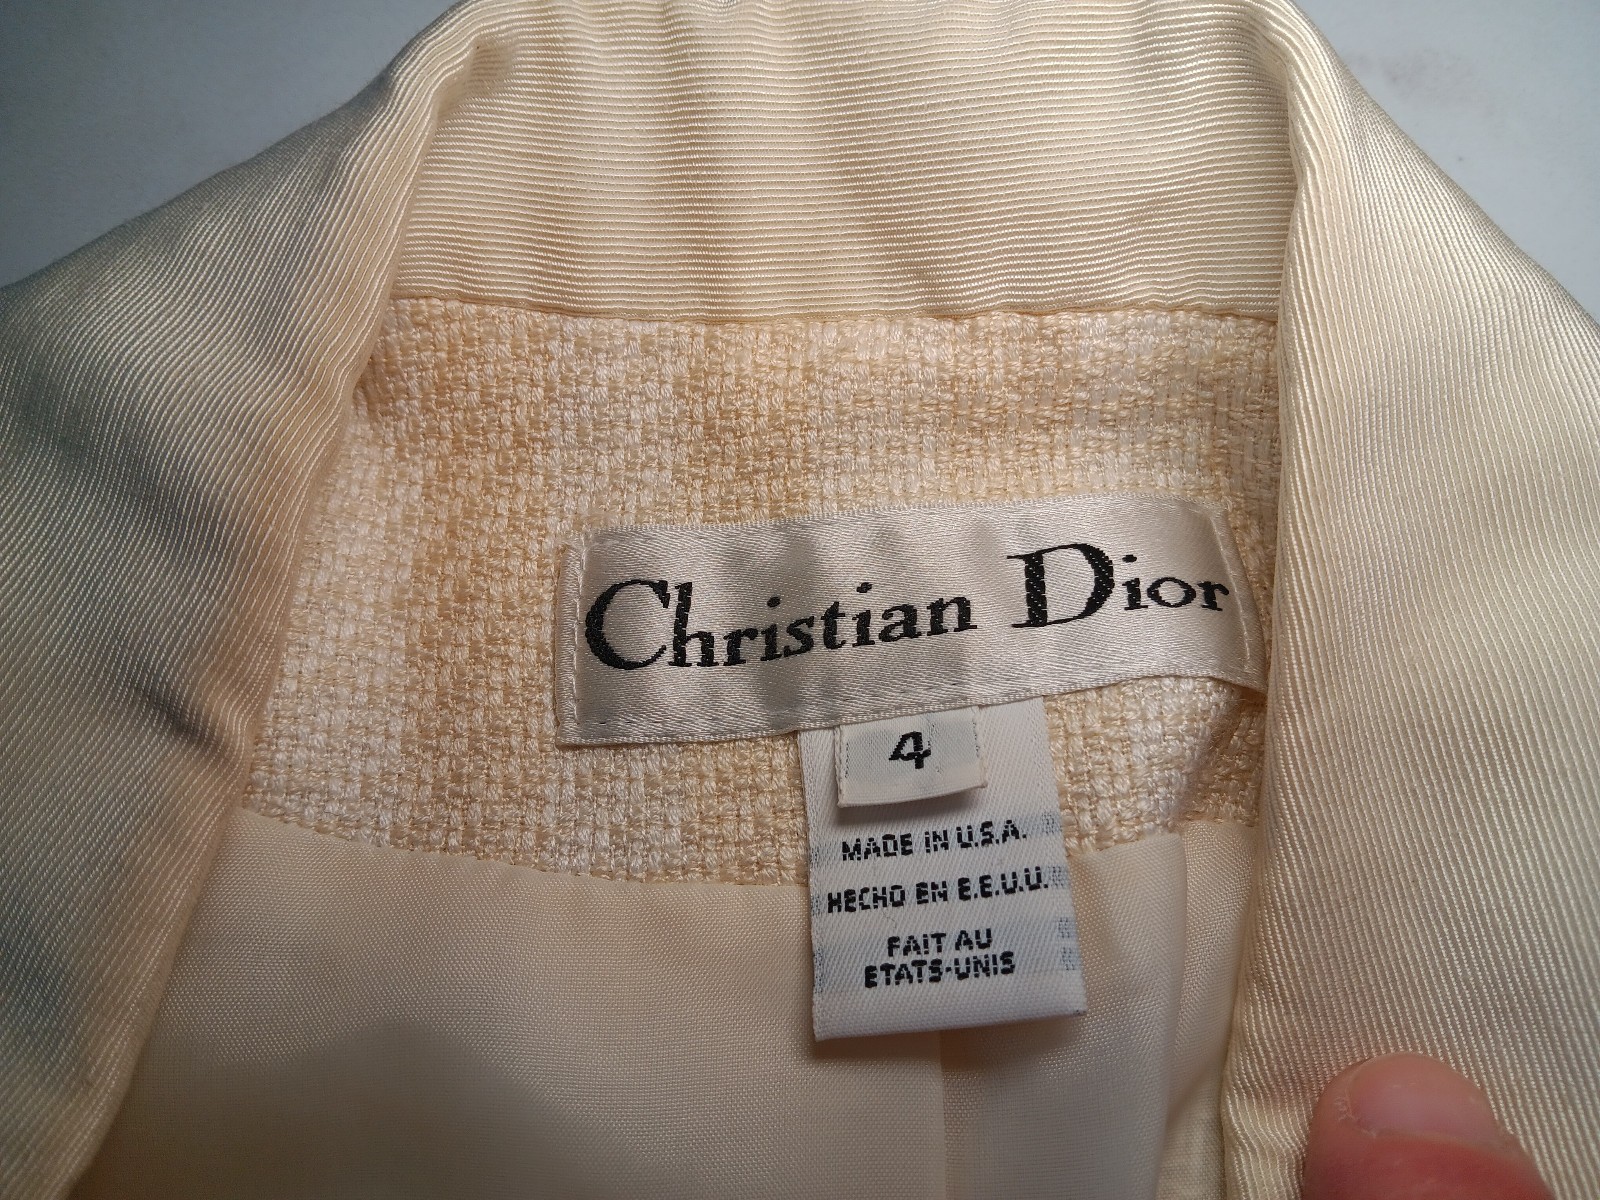 Christian Dior
4
MADE IN U.S.A.
HECHO EN E.E.U.U.
FAIT AU
ETATS-UNIS